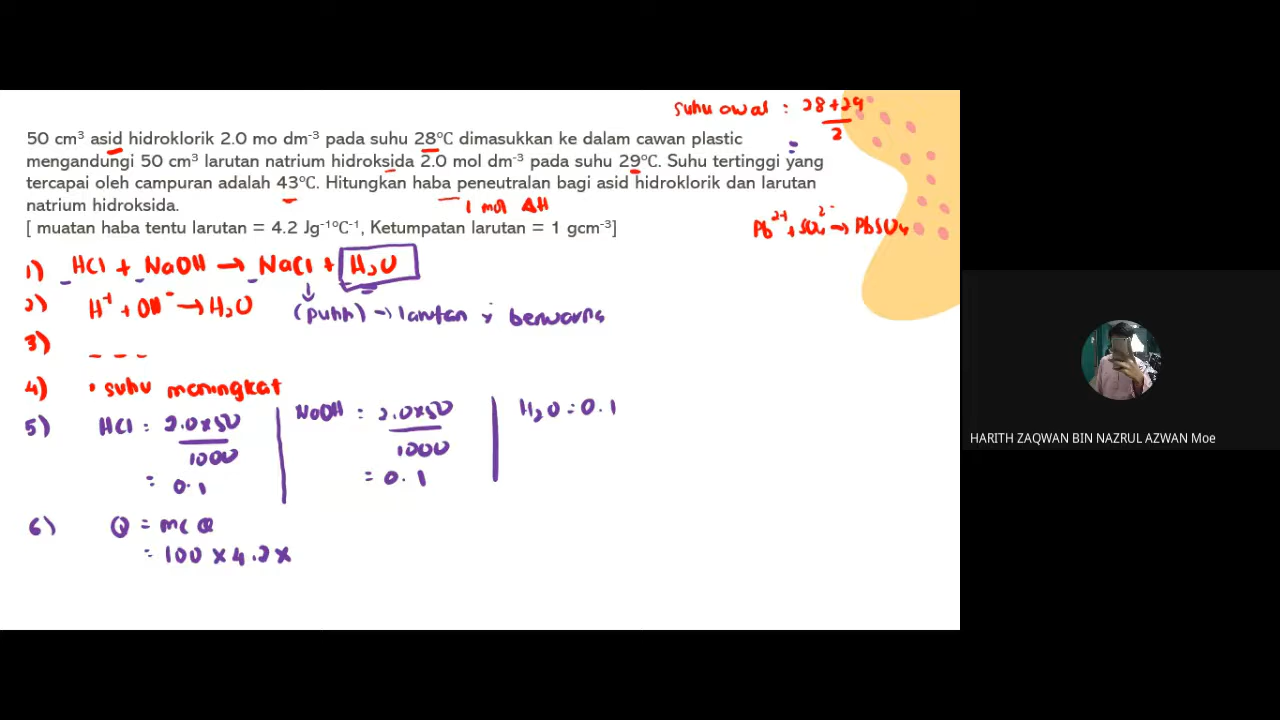 suhu awal : 28+29
2
=
50 cm³ asid hidroklorik 2.0 mo dm⁻³ pada suhu 28°C dimasukkan ke dalam cawan plastic
mengandungi 50 cm³ larutan natrium hidroksida 2.0 mol dm⁻³ pada suhu 29°C. Suhu tertinggi yang
tercapai oleh campuran adalah 43°C. Hitungkan haba peneutralan bagi asid hidroklorik dan larutan
natrium hidroksida.
1 mol ΔH
[ muatan haba tentu larutan = 4.2 Jg⁻¹°C⁻¹, Ketumpatan larutan = 1 gcm⁻³]
Pb²⁺ + SO₄²⁻ → PbSO₄
1) HCl + NaOH → NaCl + H₂O
2) H⁺ + OH⁻ → H₂O
(putih) → larutan x berwarna
3) - - -
4) • suhu meningkat
5) HCl = 2.0x50 | NaOH = 2.0x50 | H₂O = 0.1
1000 1000
= 0.1 = 0.1
6) Q = mcθ
= 100 x 4.2 x
HARITH ZAQWAN BIN NAZRUL AZWAN Moe